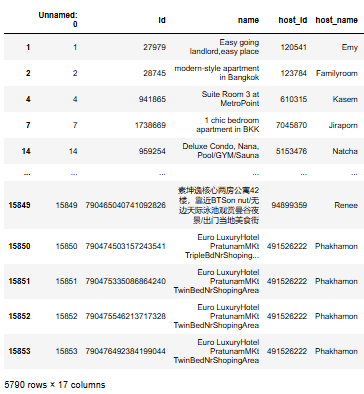 Unnamed: 0 id name host_id host_name
1 1 27979 Easy going landlord,easy place 120541 Emy
2 2 28745 modern-style apartment in Bangkok 123784 Familyroom
4 4 941865 Suite Room 3 at MetroPoint 610315 Kasem
7 7 1738669 1 chic bedroom apartment in BKK 7045870 Jiraporn
14 14 959254 Deluxe Condo, Nana, Pool/GYM/Sauna 5153476 Natcha
... ... ... ... ... ...
15849 15849 790465040741092826 素坤逸核心两房公寓42楼，靠近BTSon nut/无边天际泳池观赏曼谷夜景/出门当地美食街 94899359 Renee
15850 15850 790474503157243541 Euro LuxuryHotel PratunamMKt TripleBdNrShoping... 491526222 Phakhamon
15851 15851 790475335086864240 Euro LuxuryHotel PratunamMKt TwinBedNrShopingArea 491526222 Phakhamon
15852 15852 790475546213717328 Euro LuxuryHotel PratunamMKt TwinBedNrShopingArea 491526222 Phakhamon
15853 15853 790476492384199044 Euro LuxuryHotel PratunamMKt TwinBedNrShopingArea 491526222 Phakhamon
5790 rows × 17 columns